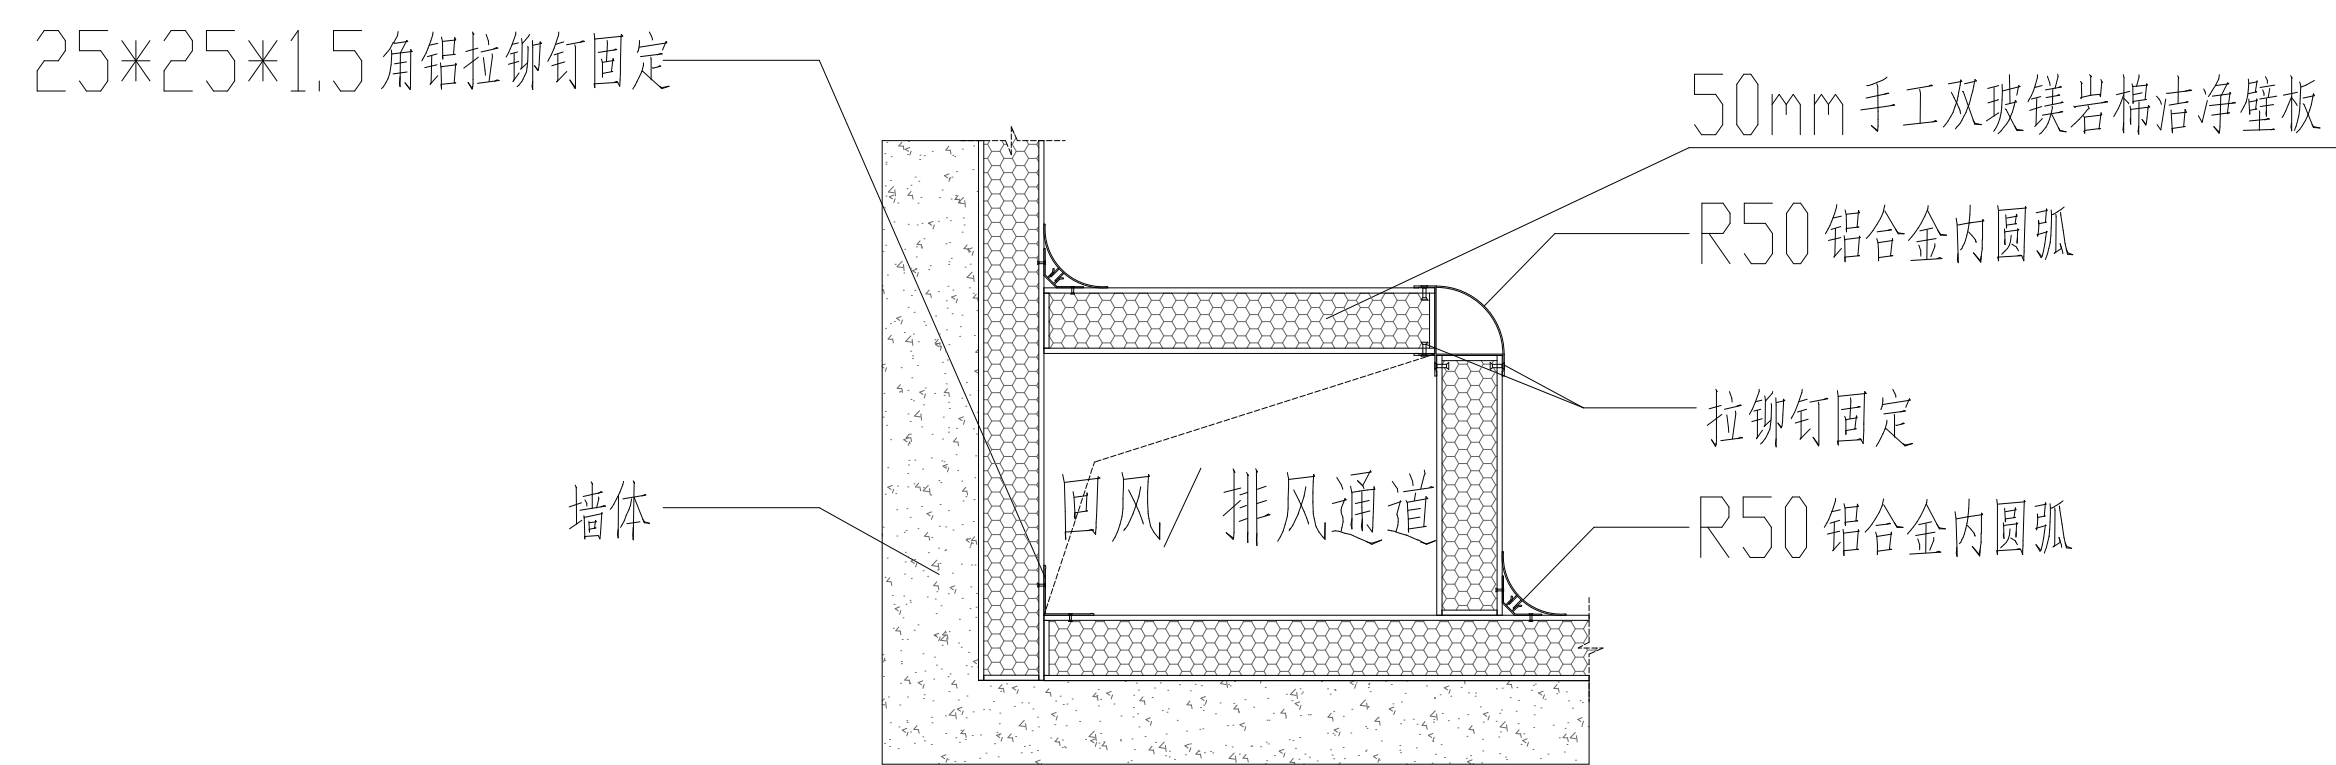 25*25*1.5角铝拉铆钉固定
50mm手工双玻镁岩棉洁净壁板
R50铝合金内圆弧
拉铆钉固定
墙体
回风/排风通道
R50铝合金内圆弧